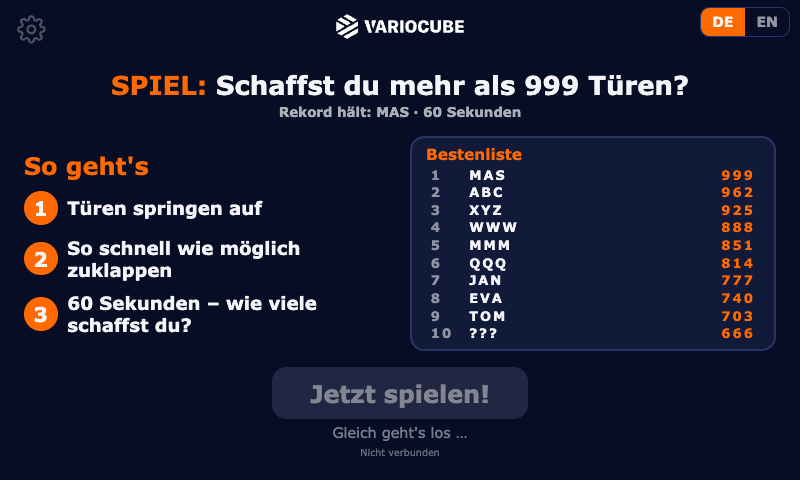 VARIOCUBE
DE EN
SPIEL: Schaffst du mehr als 999 Türen?
Rekord hält: MAS · 60 Sekunden
So geht's
1 Türen springen auf
2 So schnell wie möglich
zuklappen
3 60 Sekunden – wie viele
schaffst du?
Bestenliste
1 MAS 999
2 ABC 962
3 XYZ 925
4 WWW 888
5 MMM 851
6 QQQ 814
7 JAN 777
8 EVA 740
9 TOM 703
10 ??? 666
Jetzt spielen!
Gleich geht's los ...
Nicht verbunden